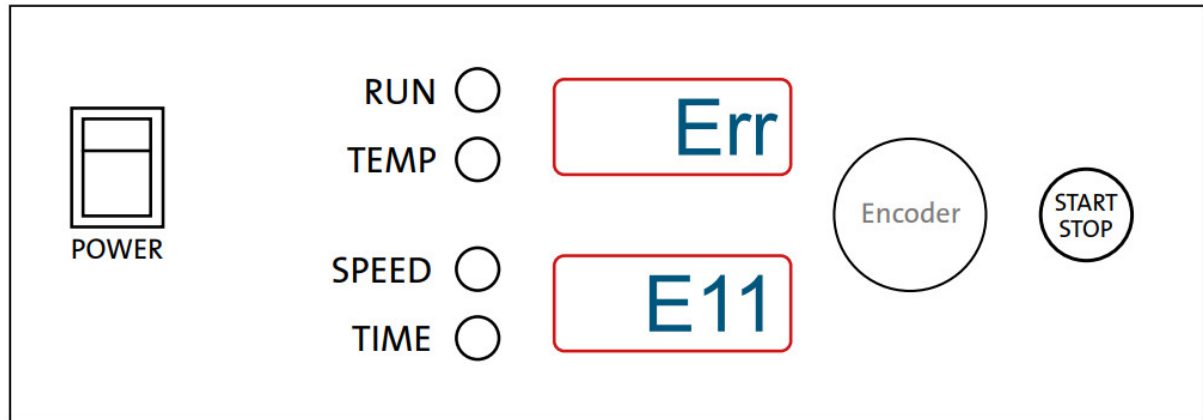 RUN
TEMP
Err
POWER
SPEED
TIME
E11
Encoder
START
STOP